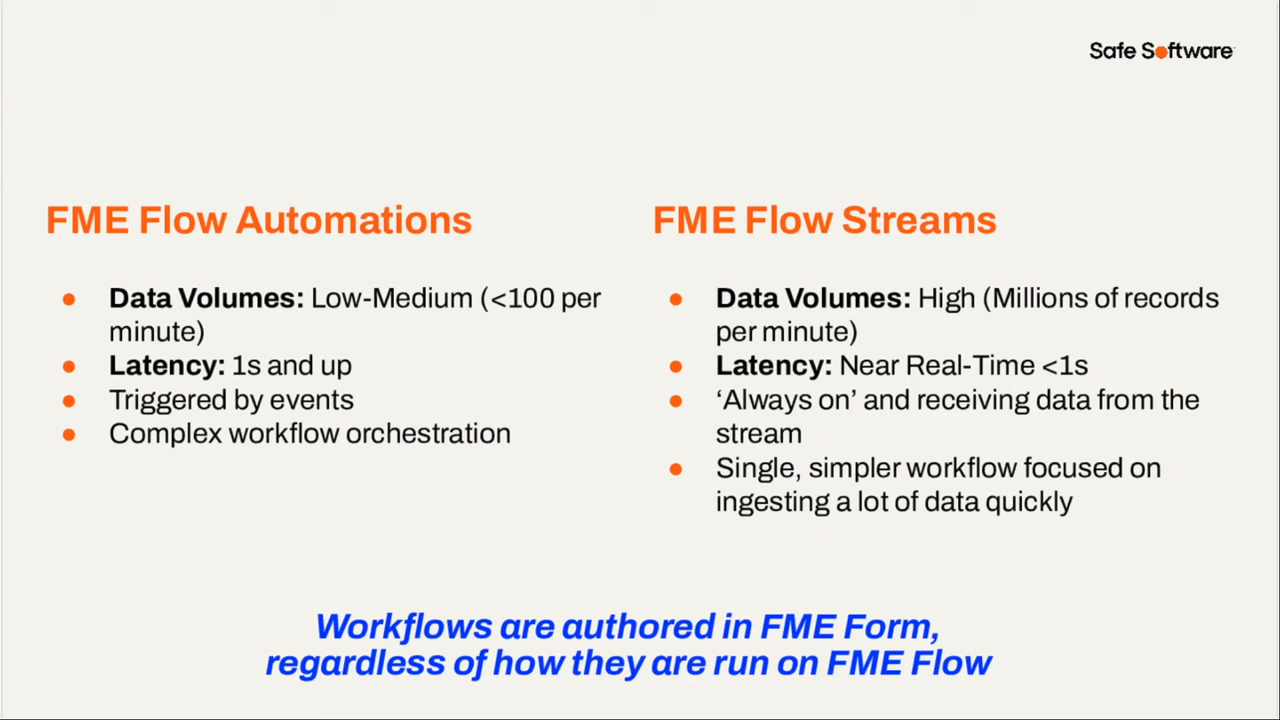 Safe Software
FME Flow Automations
● Data Volumes: Low-Medium (<100 per
minute)
● Latency: 1s and up
● Triggered by events
● Complex workflow orchestration
FME Flow Streams
● Data Volumes: High (Millions of records
per minute)
● Latency: Near Real-Time <1s
● ‘Always on’ and receiving data from the
stream
● Single, simpler workflow focused on
ingesting a lot of data quickly
Workflows are authored in FME Form,
regardless of how they are run on FME Flow